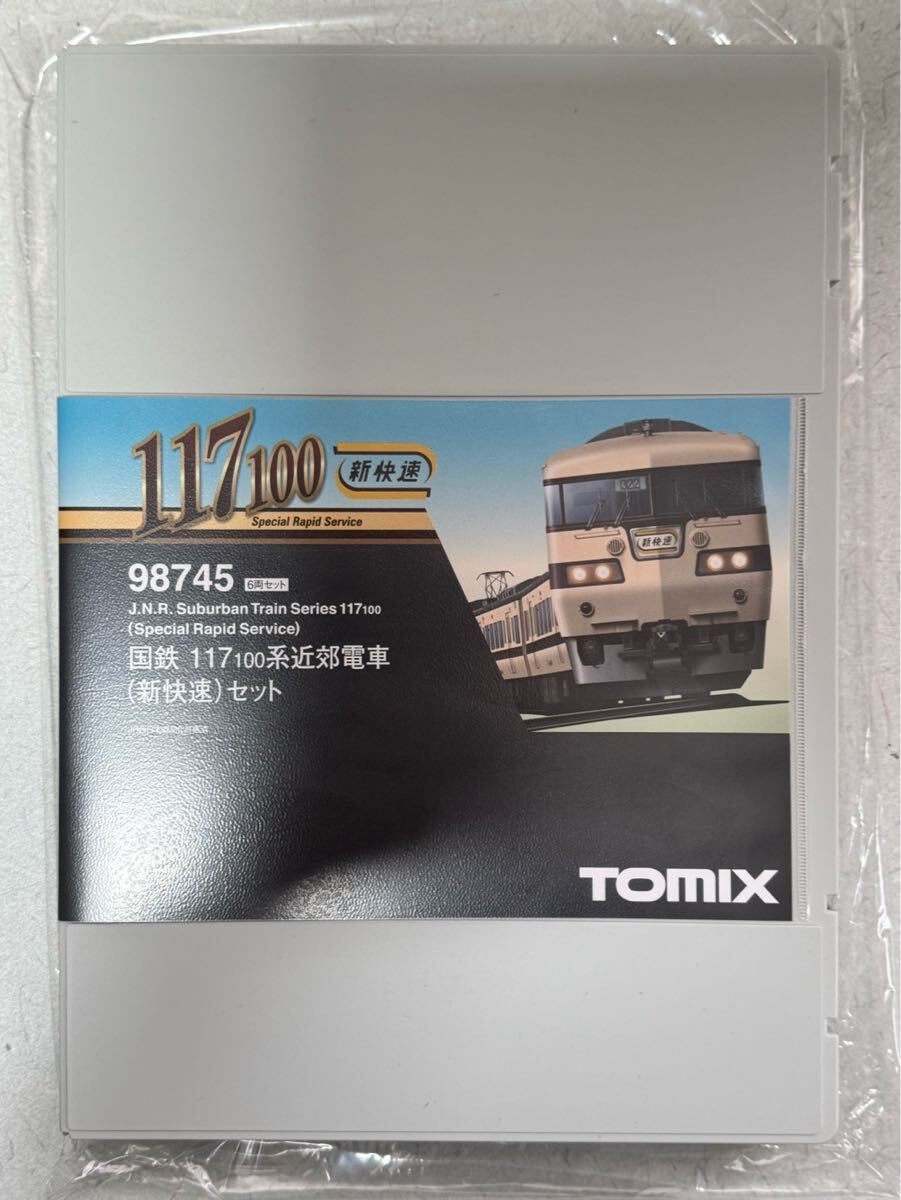 117100 新快速
Special Rapid Service
322
新快速
98745 6両セット
J.N.R. Suburban Train Series 117100
(Special Rapid Service)
国鉄 117100系近郊電車
(新快速)セット
TOMIX